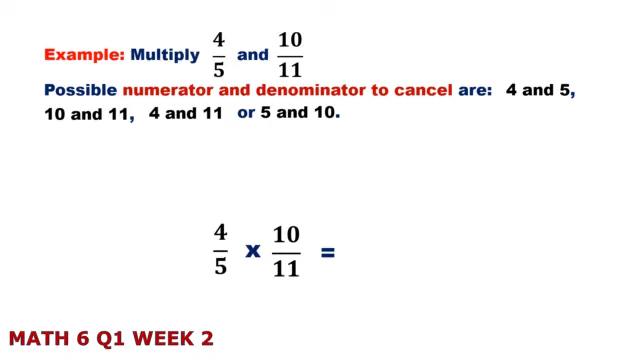 Example: Multiply 4/5 and 10/11
Possible numerator and denominator to cancel are: 4 and 5,
10 and 11, 4 and 11 or 5 and 10.
4/5 x 10/11 =
MATH 6 Q1 WEEK 2